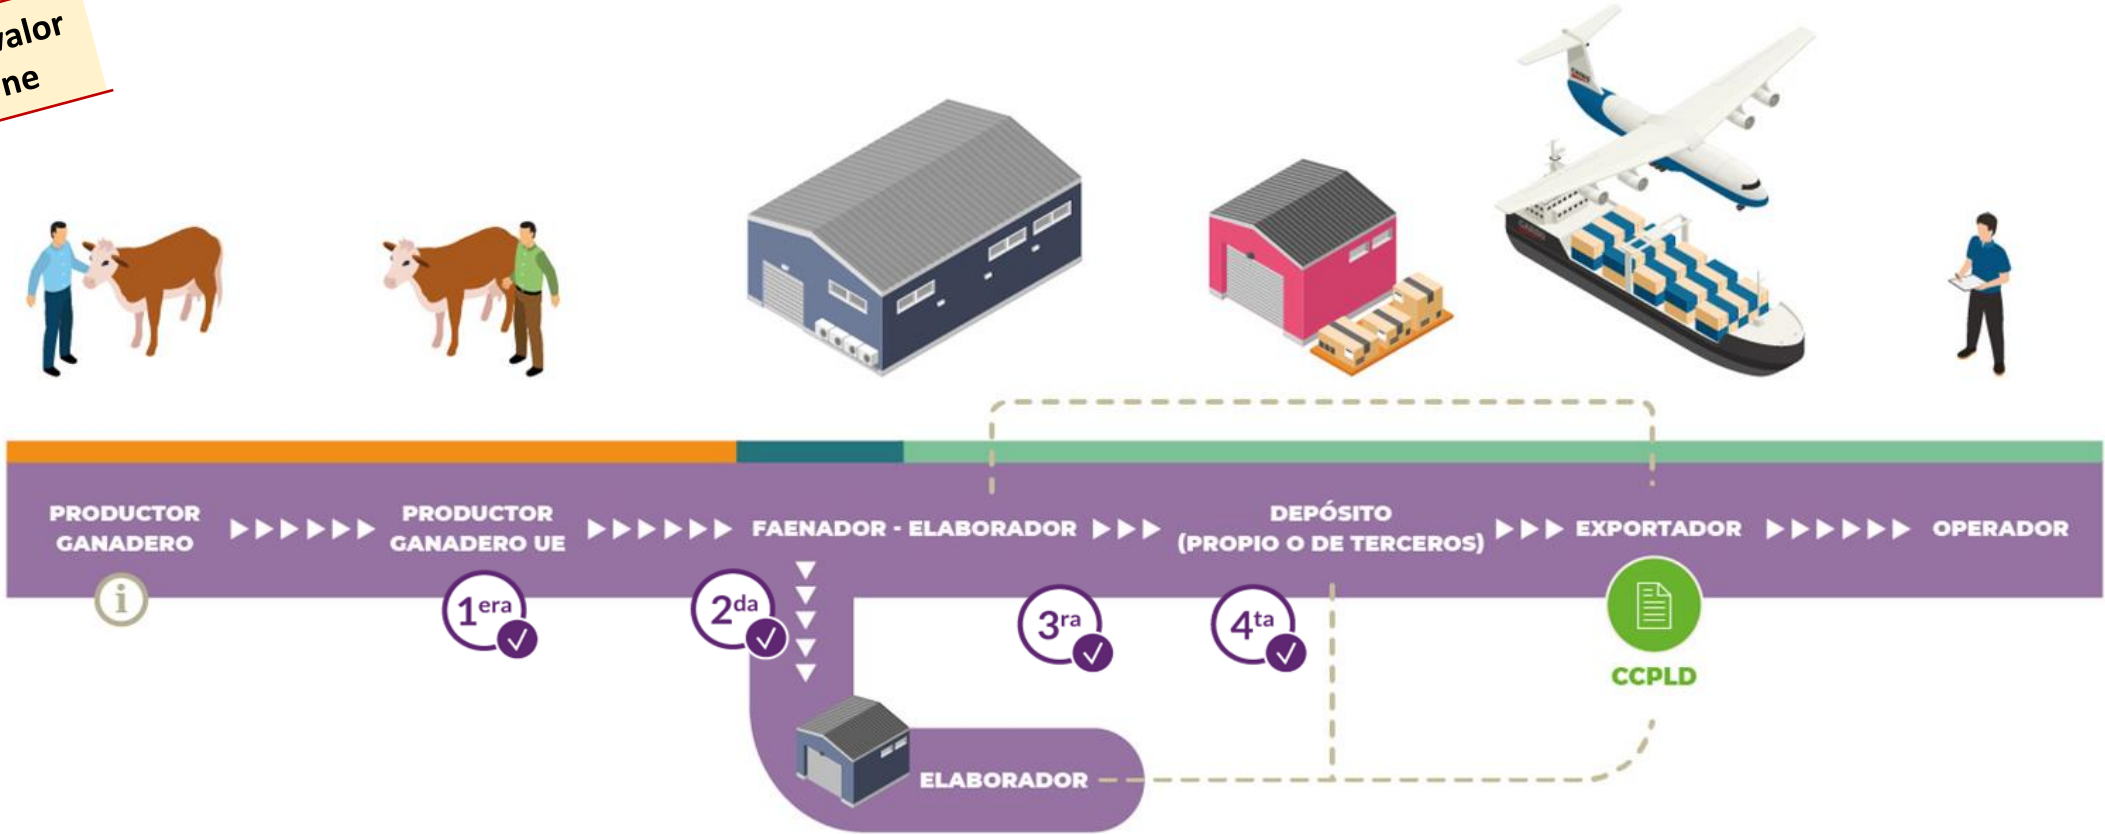 valor
ne
PRODUCTOR
GANADERO
PRODUCTOR
GANADERO UE
FAENADOR - ELABORADOR
DEPÓSITO
(PROPIO O DE TERCEROS)
EXPORTADOR
OPERADOR
i
1era
2da
3ra
4ta
CCPLD
ELABORADOR